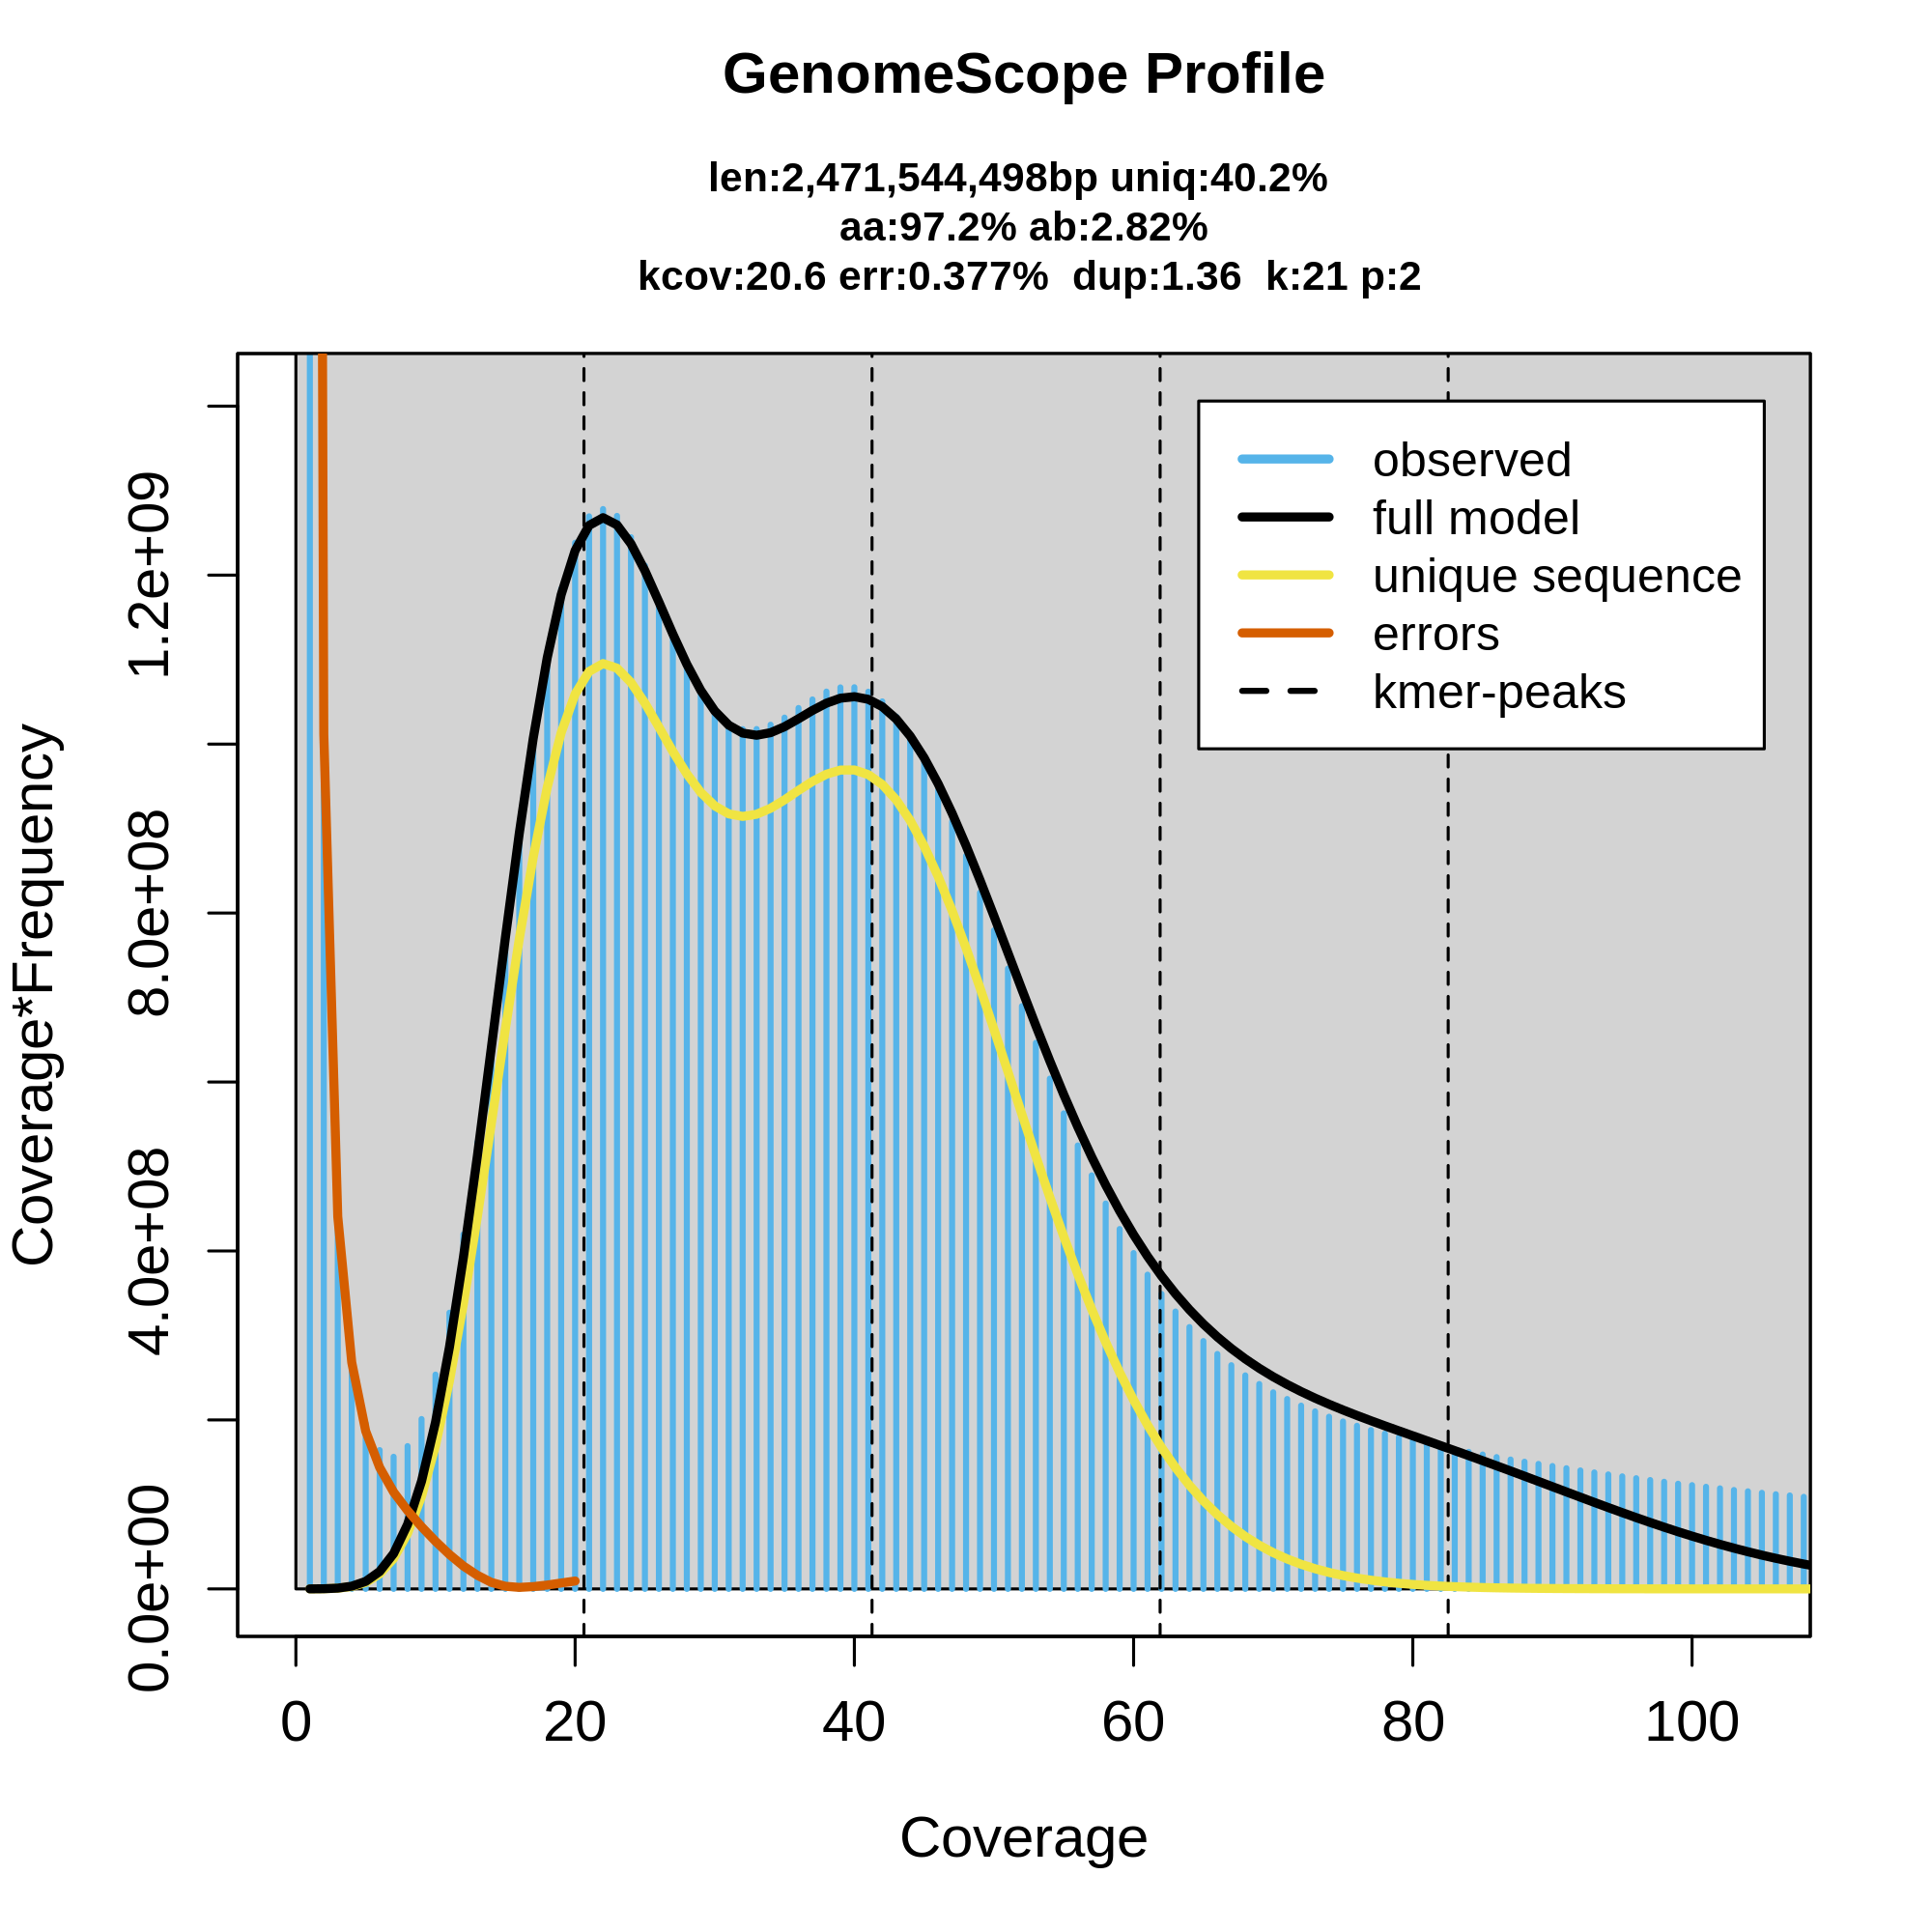 GenomeScope Profile
len:2,471,544,498bp uniq:40.2%
aa:97.2% ab:2.82%
kcov:20.6 err:0.377%  dup:1.36  k:21 p:2
observed
full model
unique sequence
errors
kmer-peaks
Coverage*Frequency
1.2e+09
8.0e+08
4.0e+08
0.0e+00
0 20 40 60 80 100
Coverage